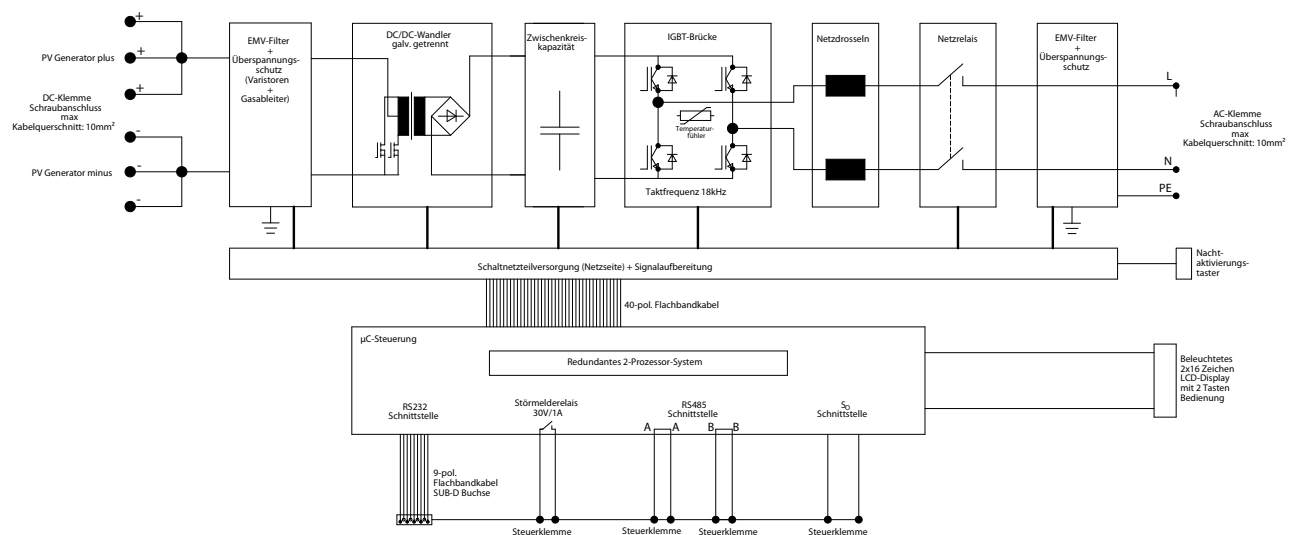 +
PV Generator plus
+
+
DC-Klemme
Schraubanschluss
max
Kabelquerschnitt: 10mm²
-
PV Generator minus
-
-
EMV-Filter
+
Überspannungs-
schutz
(Varistoren
+
Gasableiter)
DC/DC-Wandler
galv. getrennt
Zwischenkreis-
kapazität
IGBT-Brücke
Temperatur-
fühler
Taktfrequenz 18kHz
Netzdrosseln
Netzrelais
EMV-Filter
+
Überspannungs-
schutz
L
AC-Klemme
Schraubanschluss
max
Kabelquerschnitt: 10mm²
N
PE
Schaltnetzteilversorgung (Netzseite) + Signalaufbereitung
Nacht-
aktivierungs-
taster
40-pol. Flachbandkabel
µC-Steuerung
Redundantes 2-Prozessor-System
Beleuchtetes
2x16 Zeichen
LCD-Display
mit 2 Tasten
Bedienung
RS232
Schnittstelle
Störmelderelais
30V/1A
RS485
Schnittstelle
A A B B
S₀
Schnittstelle
9-pol.
Flachbandkabel
SUB-D Buchse
Steuerklemme
Steuerklemme
Steuerklemme
Steuerklemme